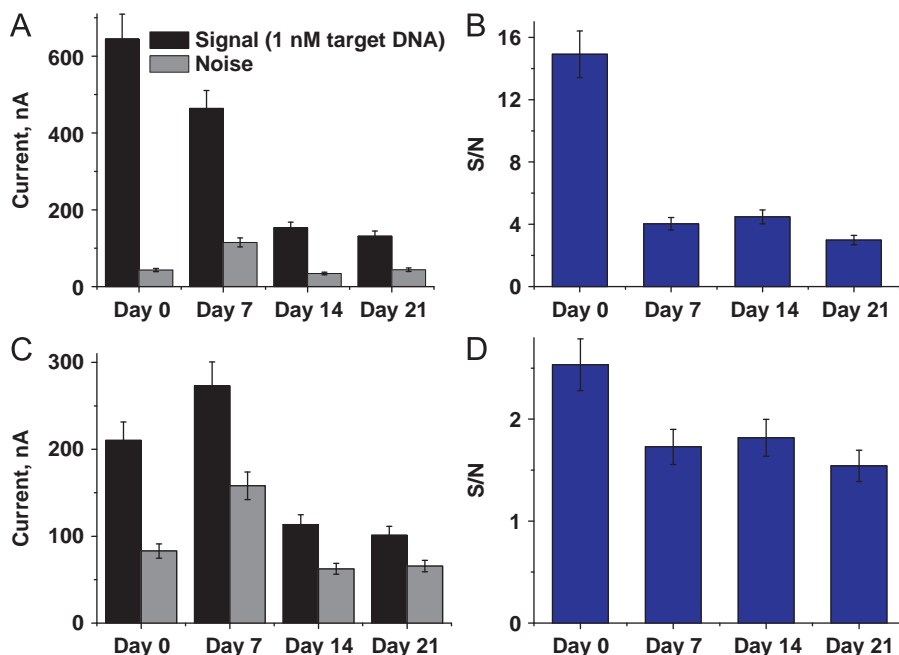 A
Current, nA
600
400
200
0
Signal (1 nM target DNA)
Noise
Day 0 Day 7 Day 14 Day 21
B
S/N
16
12
8
4
0
Day 0 Day 7 Day 14 Day 21
C
Current, nA
300
200
100
0
Day 0 Day 7 Day 14 Day 21
D
S/N
2
1
0
Day 0 Day 7 Day 14 Day 21